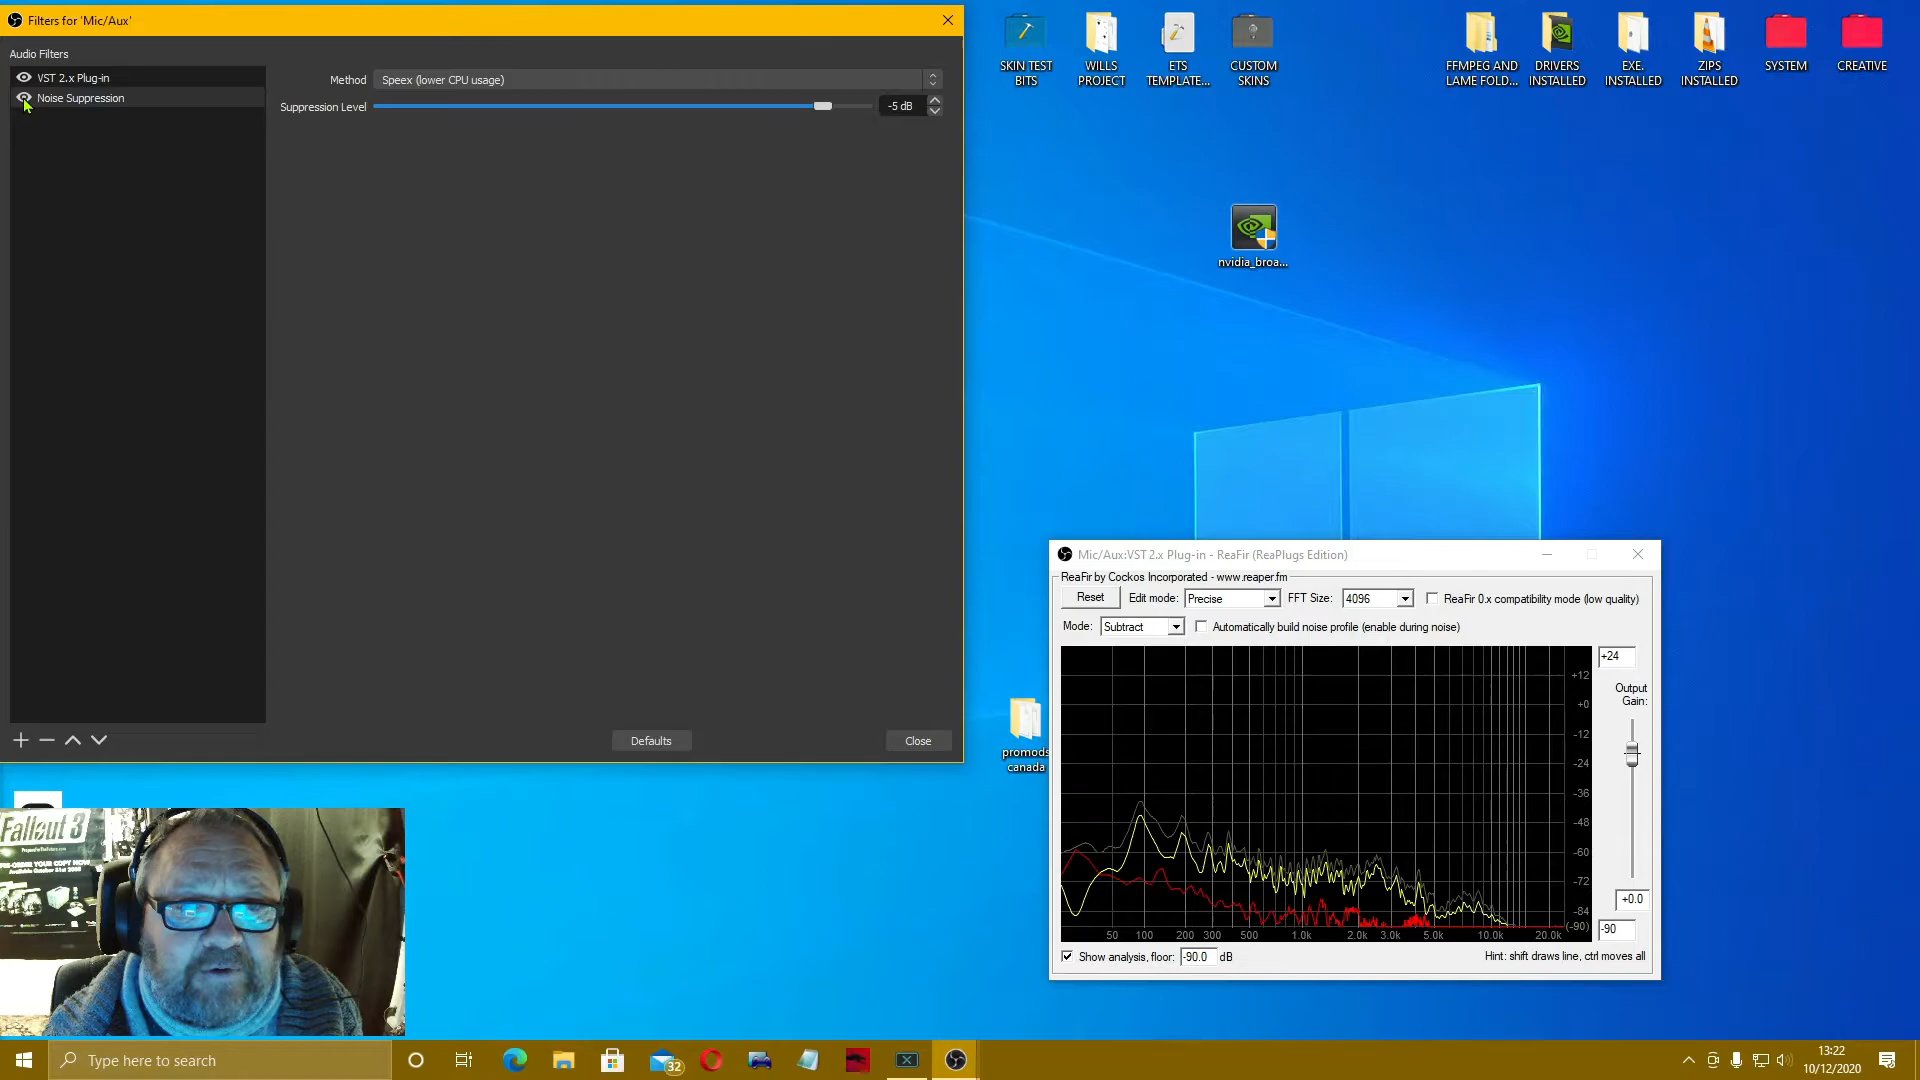 Filters for 'Mic/Aux'
Audio Filters
VST 2.x Plug-in
Noise Suppression
Method
Speex (lower CPU usage)
Suppression Level
-5 dB
Defaults
Close
SKIN TEST
BITS
WILLS
PROJECT
ETS
TEMPLATE...
CUSTOM
SKINS
FFMPEG AND
LAME FOLD...
DRIVERS
INSTALLED
EXE.
INSTALLED
ZIPS
INSTALLED
SYSTEM
CREATIVE
nvidia_broa...
promods
canada
Mic/Aux:VST 2.x Plug-in - ReaFir (ReaPlugs Edition)
ReaFir by Cockos Incorporated - www.reaper.fm
Reset
Edit mode:
Precise
FFT Size:
4096
ReaFir 0.x compatibility mode (low quality)
Mode:
Subtract
Automatically build noise profile (enable during noise)
+24
+12
+0
-12
-24
-36
-48
-60
-72
-84
(-90)
Output
Gain:
+0.0
-90
50 100 200 300 500 1.0k 2.0k 3.0k 5.0k 10.0k 20.0k
Show analysis, floor:
-90.0
dB
Hint: shift draws line, ctrl moves all
Fallout 3
Type here to search
32
13:22
10/12/2020